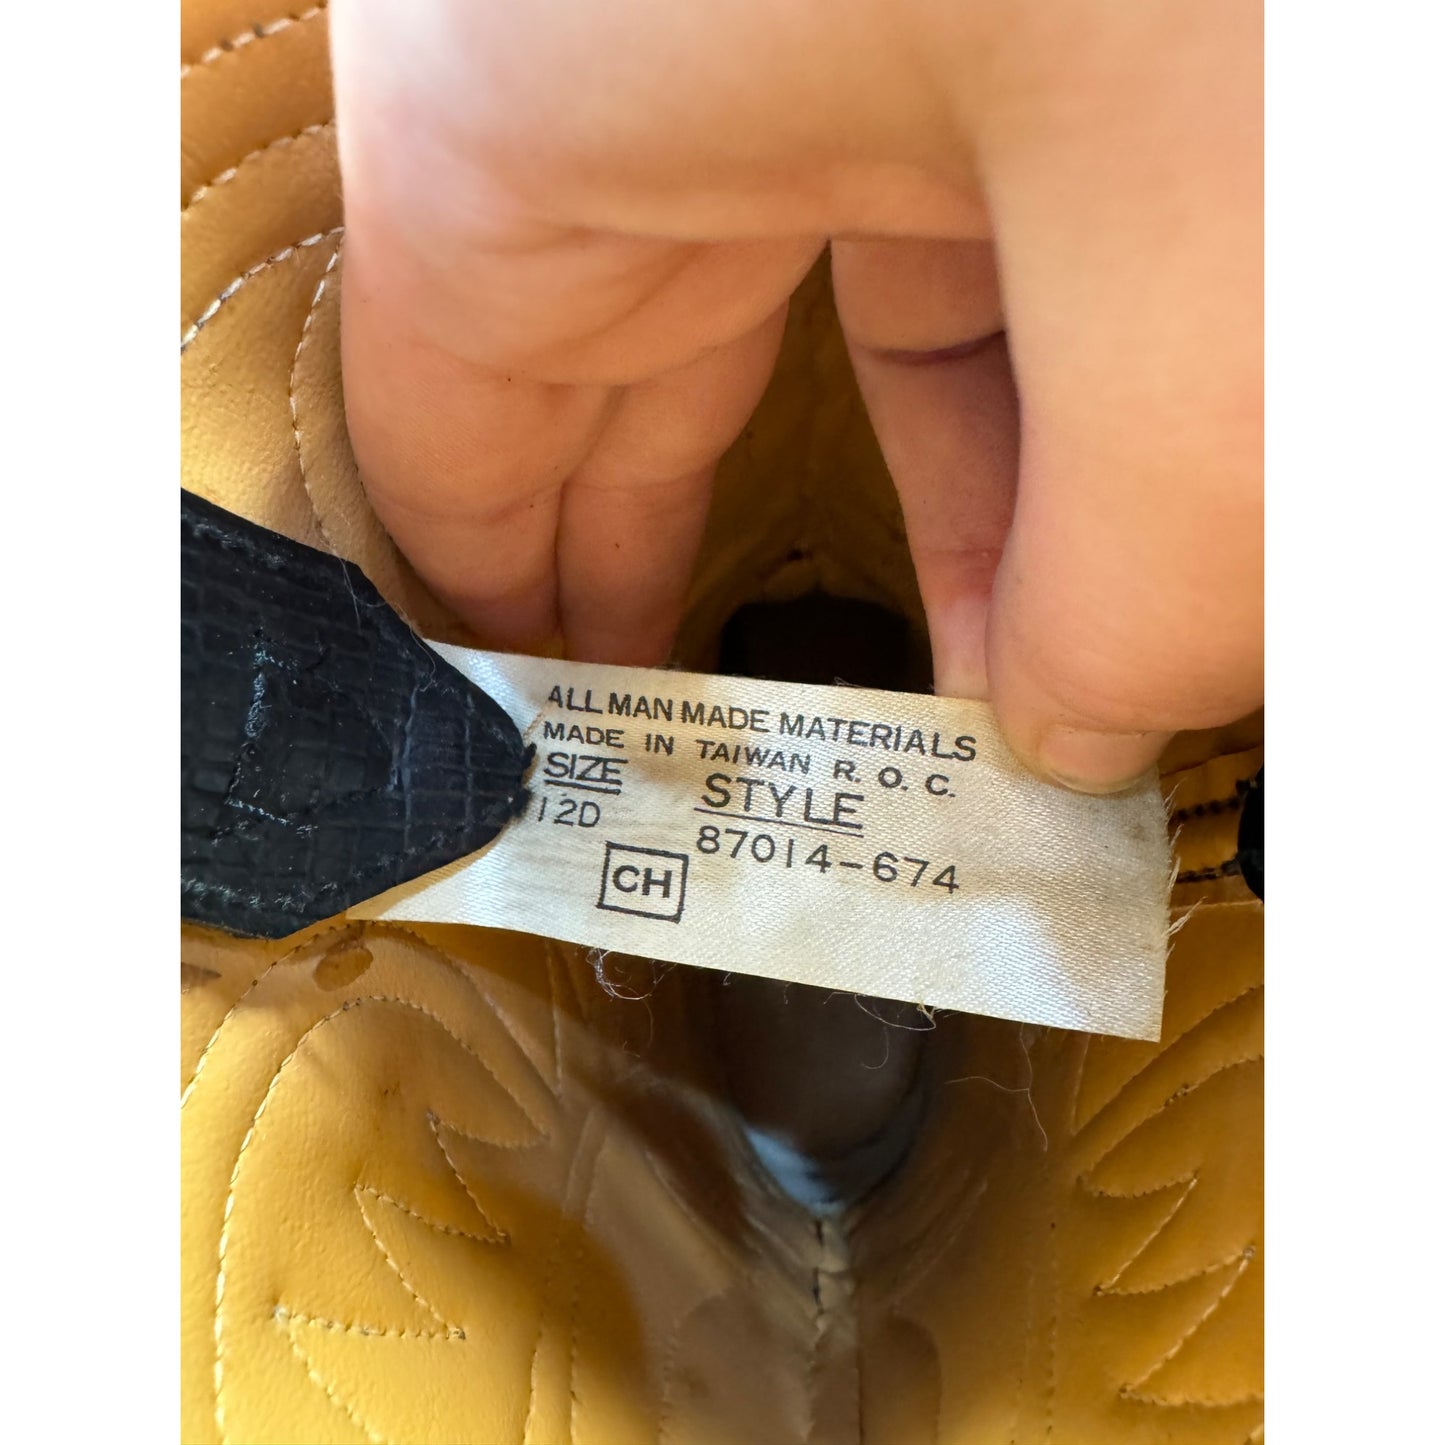 ALL MAN MADE MATERIALS
MADE IN TAIWAN R. O. C.
SIZE STYLE
12D 87014-674
CH